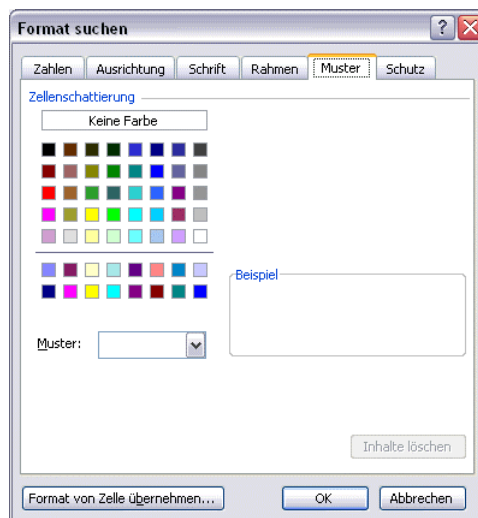 Format suchen
Zahlen Ausrichtung Schrift Rahmen Muster Schutz
Zellenschattierung
Keine Farbe
Beispiel
Muster:
Inhalte löschen
Format von Zelle übernehmen... OK Abbrechen